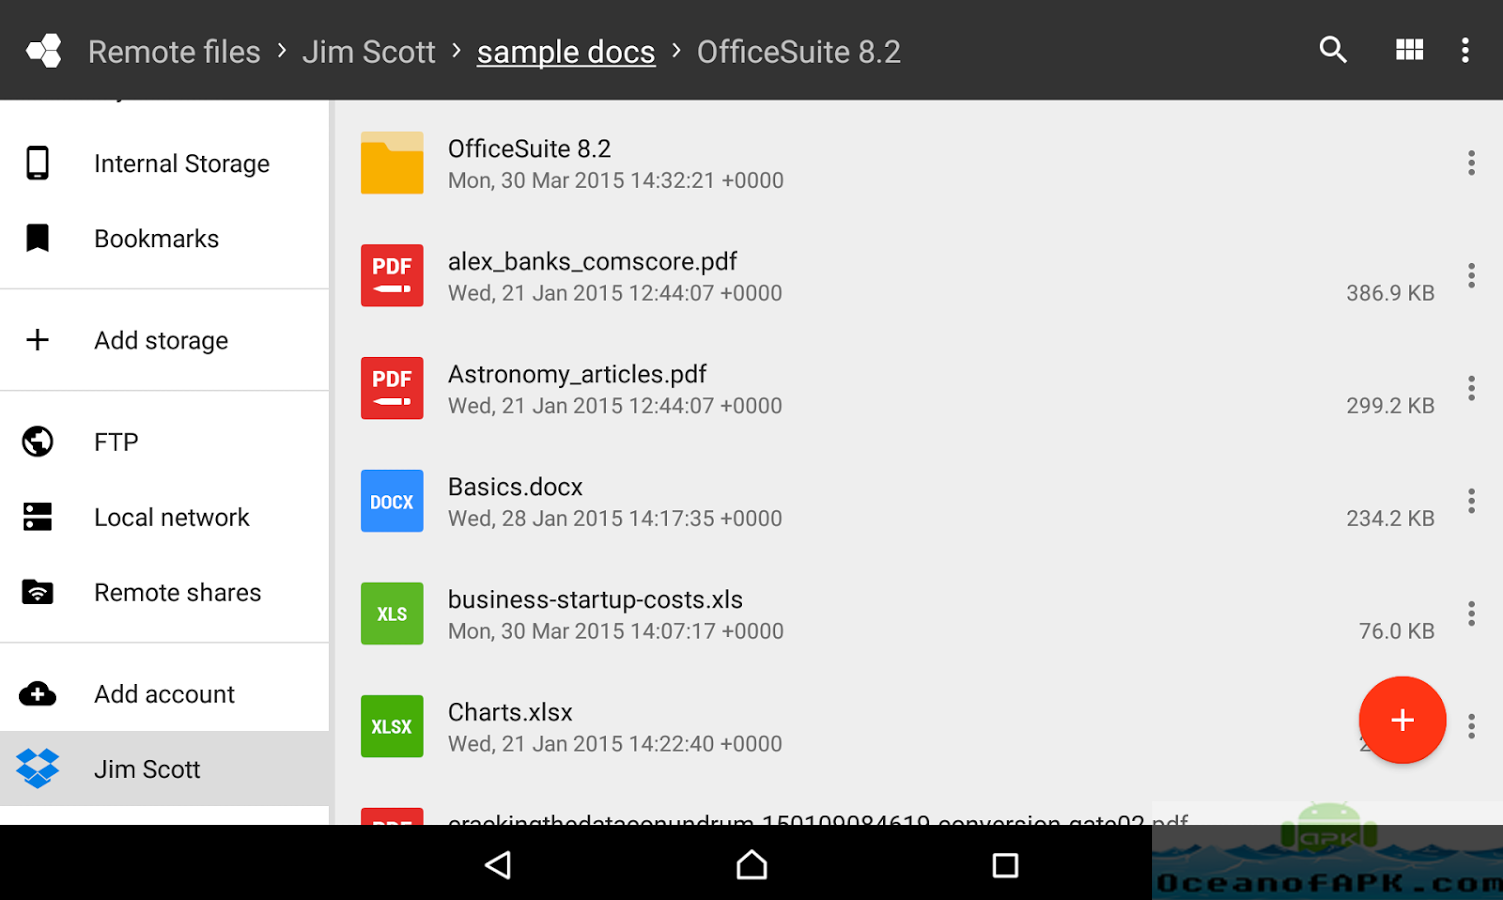 Remote files › Jim Scott › sample docs › OfficeSuite 8.2
Internal Storage
Bookmarks
Add storage
FTP
Local network
Remote shares
Add account
Jim Scott
OfficeSuite 8.2
Mon, 30 Mar 2015 14:32:21 +0000
PDF
alex_banks_comscore.pdf
Wed, 21 Jan 2015 12:44:07 +0000
386.9 KB
PDF
Astronomy_articles.pdf
Wed, 21 Jan 2015 12:44:07 +0000
299.2 KB
DOCX
Basics.docx
Wed, 28 Jan 2015 14:17:35 +0000
234.2 KB
XLS
business-startup-costs.xls
Mon, 30 Mar 2015 14:07:17 +0000
76.0 KB
XLSX
Charts.xlsx
Wed, 21 Jan 2015 14:22:40 +0000
PDF
crackingthedataconundrum-150109084619-conversion-gate02.pdf
APK
OceanofAPK.com